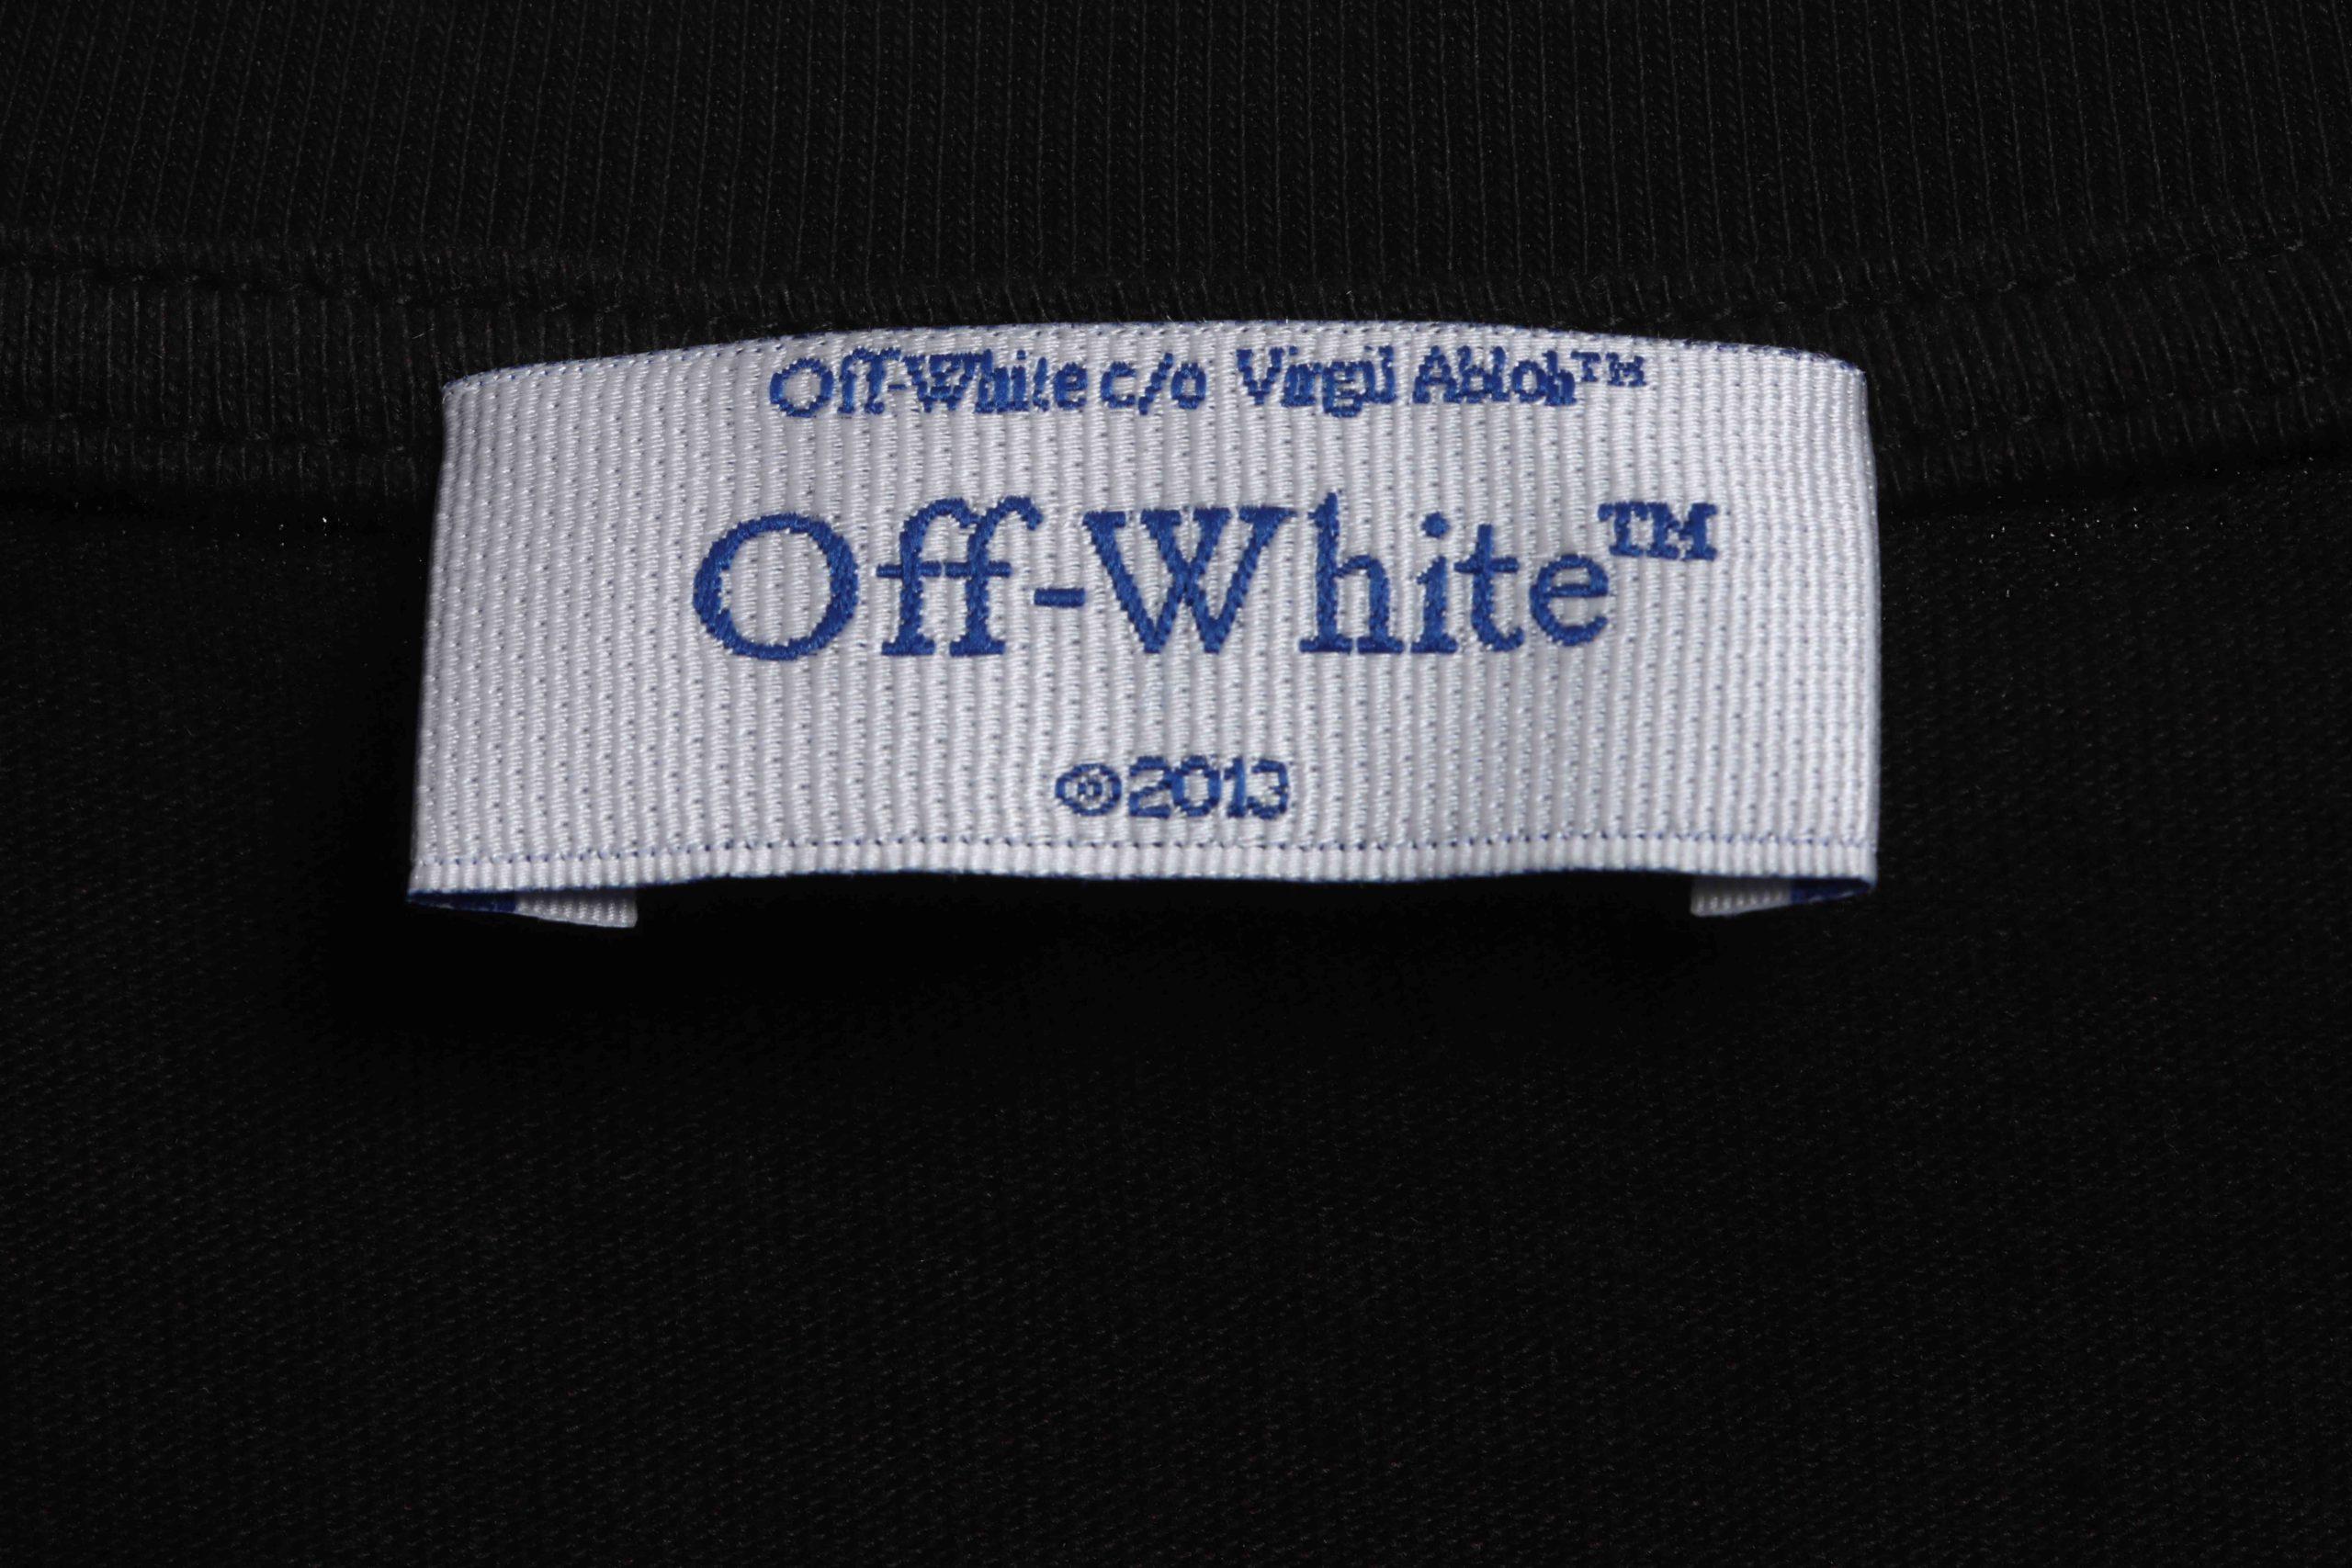 Off-White c/o Virgil Abloh™
Off-White™
©2013